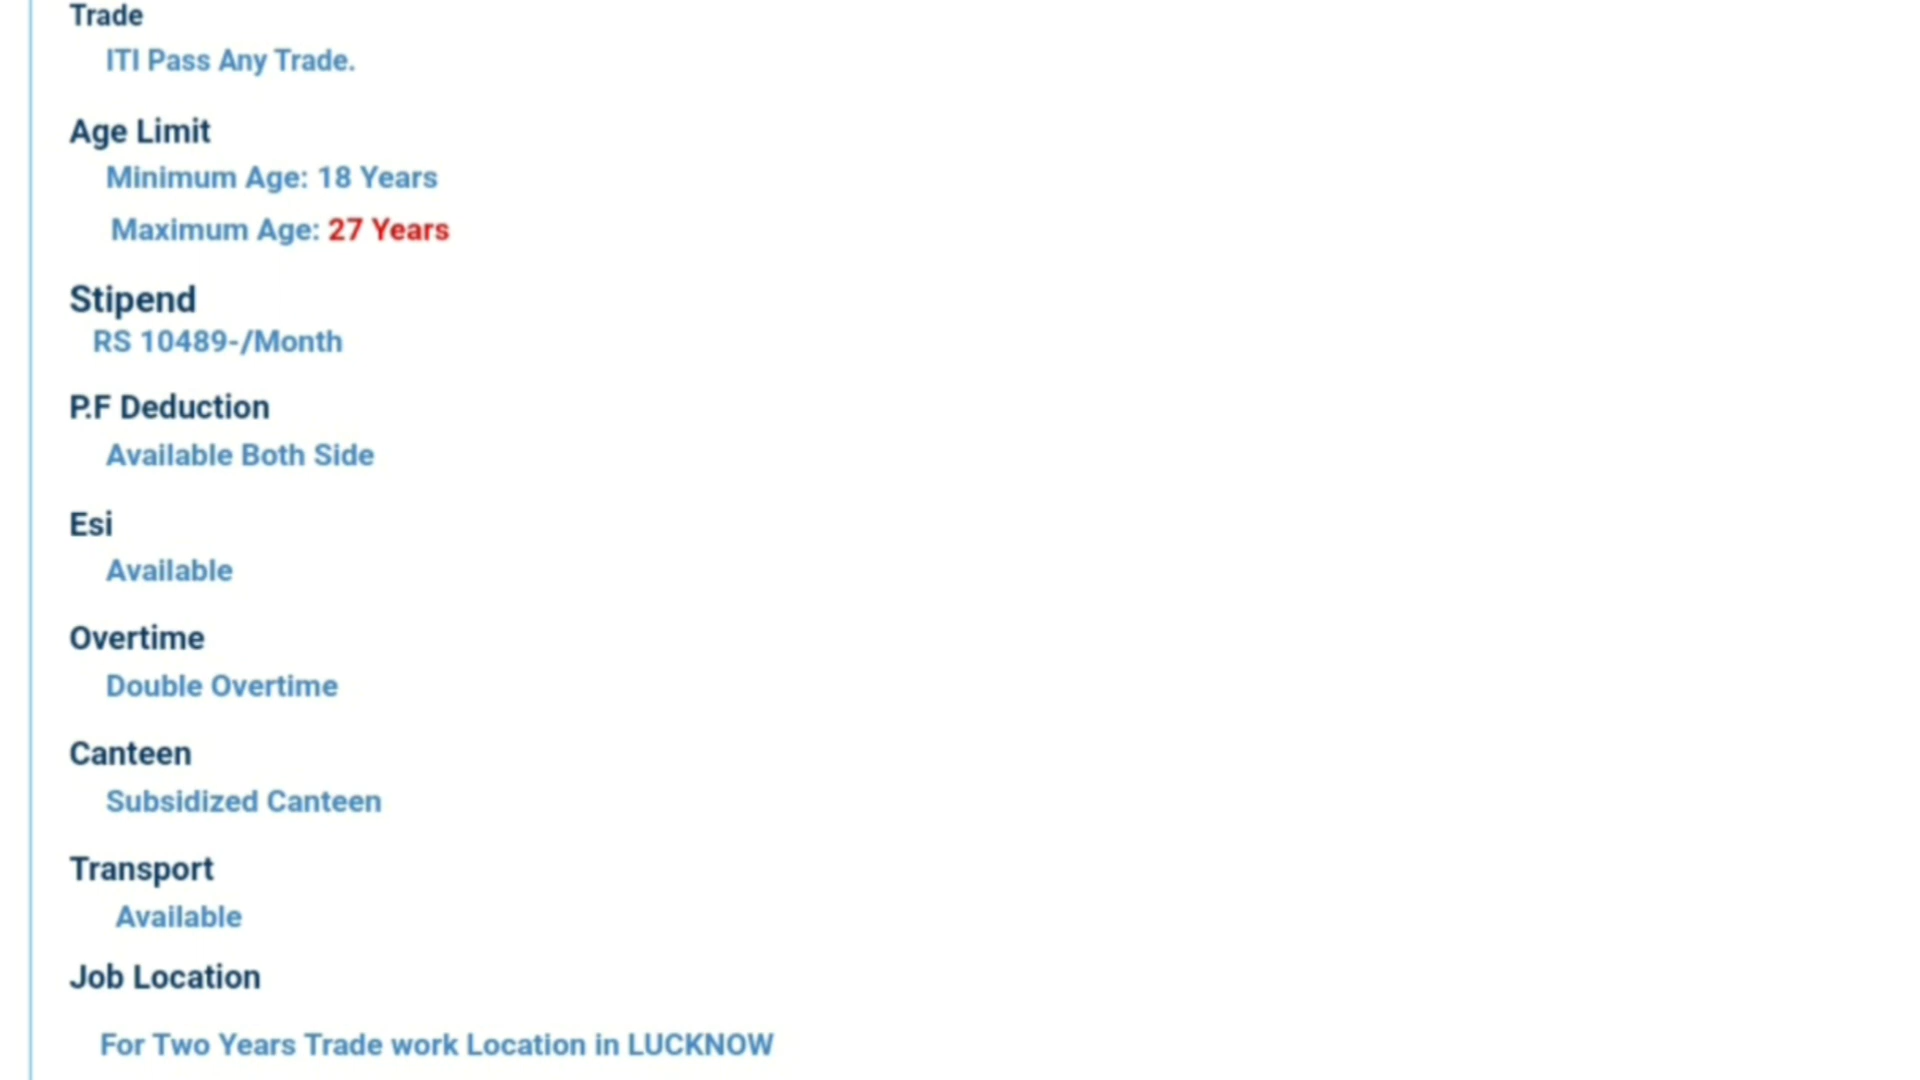 Trade
ITI Pass Any Trade.
Age Limit
Minimum Age: 18 Years
Maximum Age: 27 Years
Stipend
RS 10489-/Month
P.F Deduction
Available Both Side
Esi
Available
Overtime
Double Overtime
Canteen
Subsidized Canteen
Transport
Available
Job Location
For Two Years Trade work Location in LUCKNOW